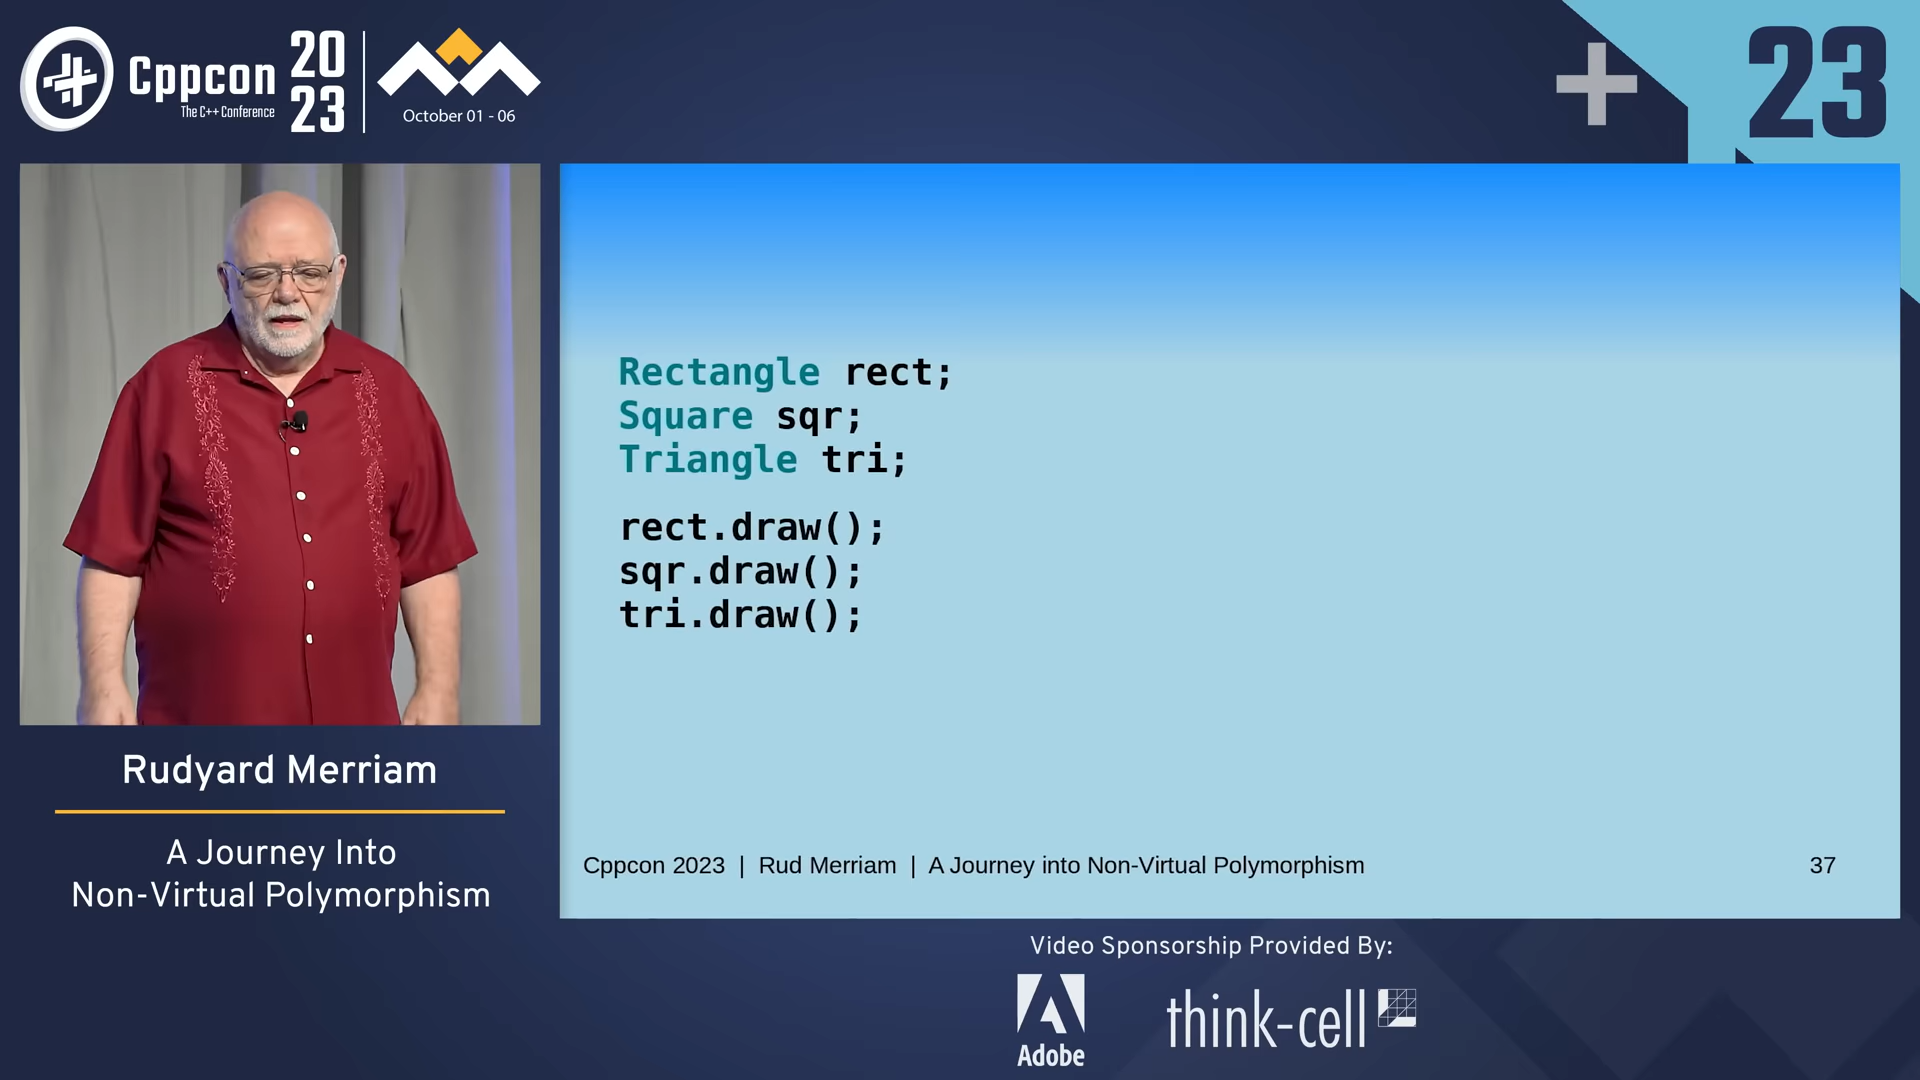 Cppcon
The C++ Conference
20
23
October 01 - 06
23
Rectangle rect;
Square sqr;
Triangle tri;
rect.draw();
sqr.draw();
tri.draw();
Cppcon 2023 | Rud Merriam | A Journey into Non-Virtual Polymorphism
37
Rudyard Merriam
A Journey Into
Non-Virtual Polymorphism
Video Sponsorship Provided By:
Adobe
think-cell